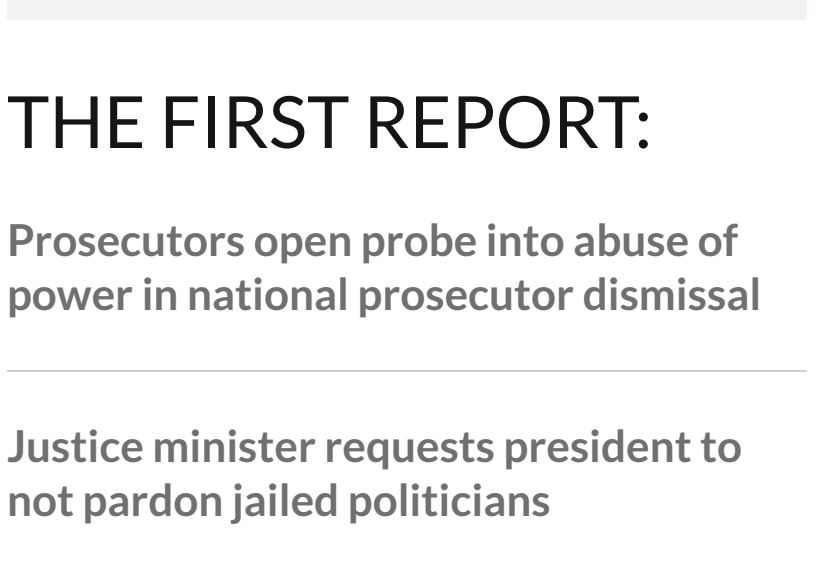 THE FIRST REPORT:
Prosecutors open probe into abuse of
power in national prosecutor dismissal
Justice minister requests president to
not pardon jailed politicians